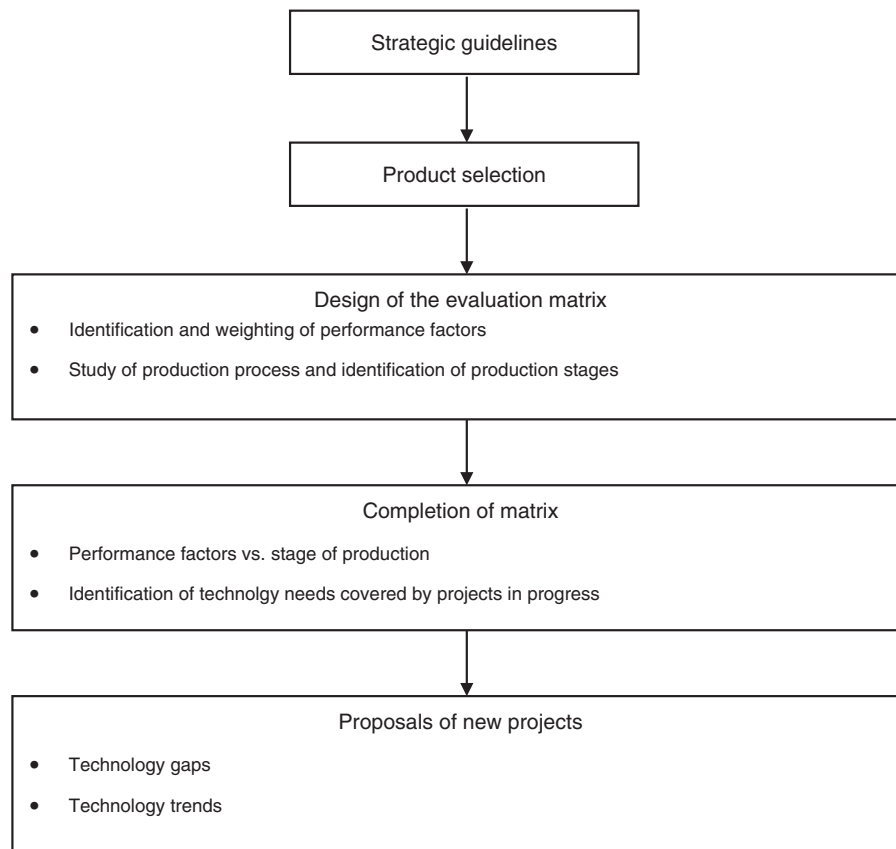 Strategic guidelines
Product selection
Design of the evaluation matrix
• Identification and weighting of performance factors
• Study of production process and identification of production stages
Completion of matrix
• Performance factors vs. stage of production
• Identification of technolgy needs covered by projects in progress
Proposals of new projects
• Technology gaps
• Technology trends